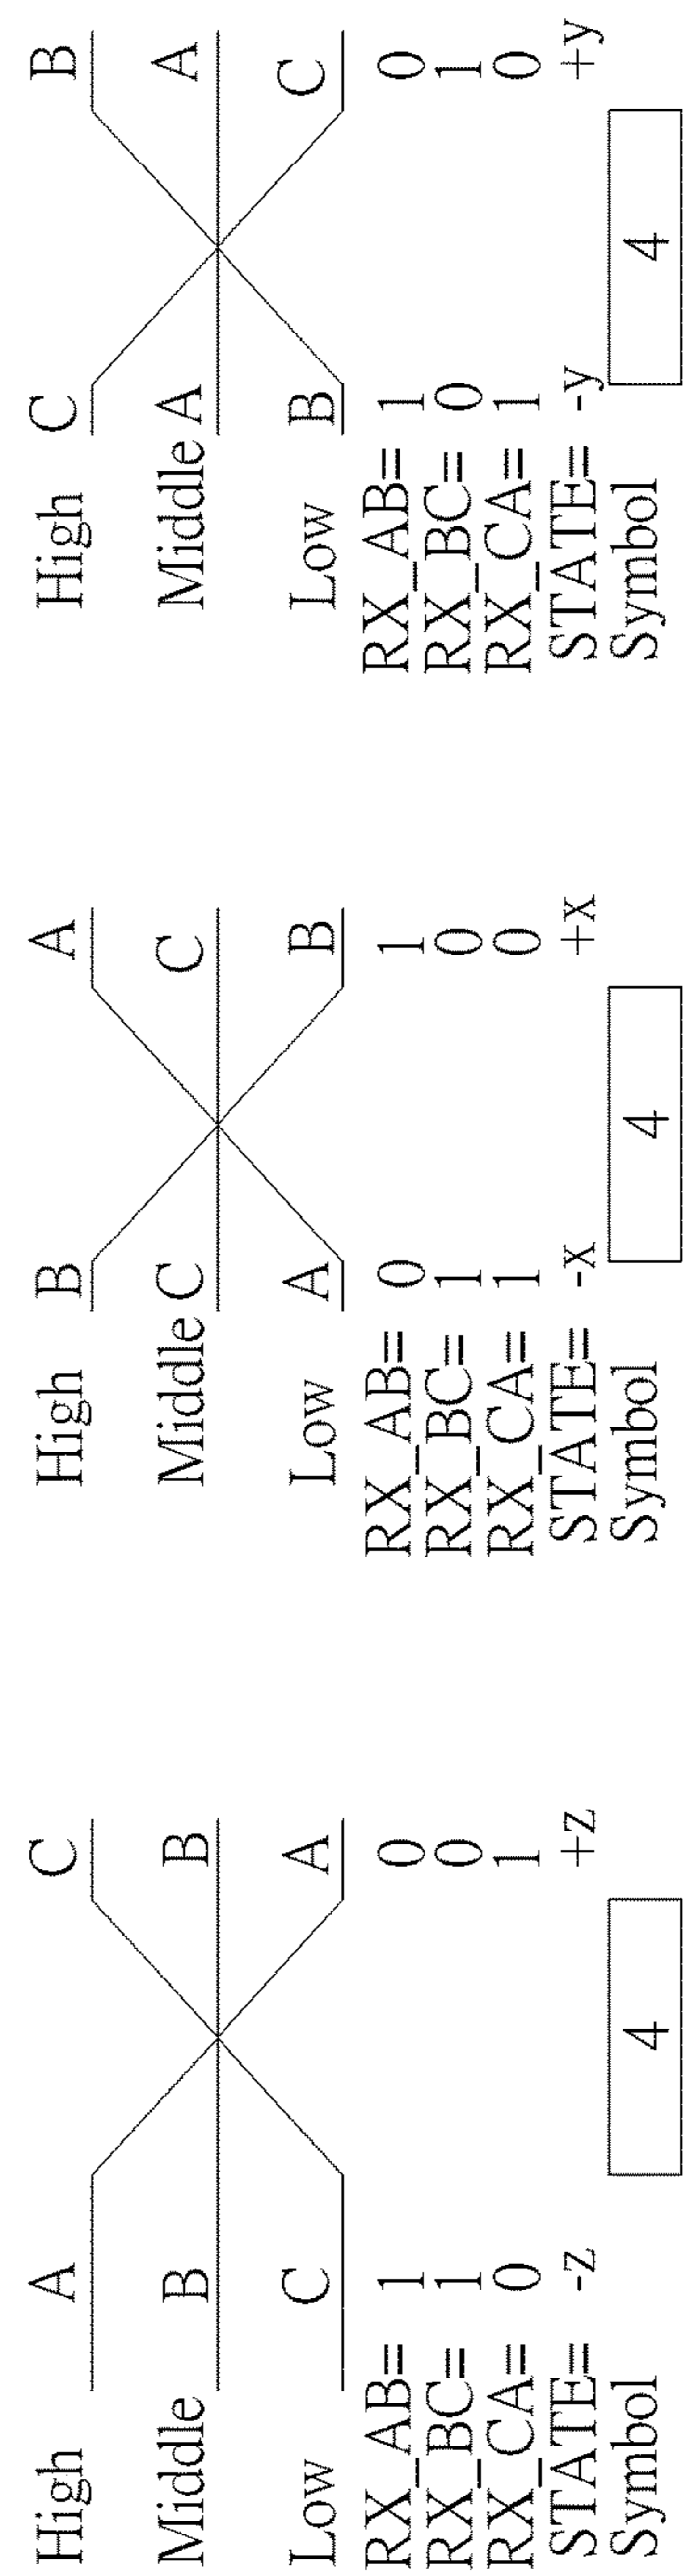 High A C
Middle B B
Low C A
RX_AB= 1 0
RX_BC= 1 0
RX_CA= 0 1
STATE= -z +z
Symbol 4
High B A
Middle C C
Low A B
RX_AB= 0 1
RX_BC= 1 0
RX_CA= 1 0
STATE= -x +x
Symbol 4
High C B
Middle A A
Low B C
RX_AB= 1 0
RX_BC= 0 1
RX_CA= 1 0
STATE= -y +y
Symbol 4